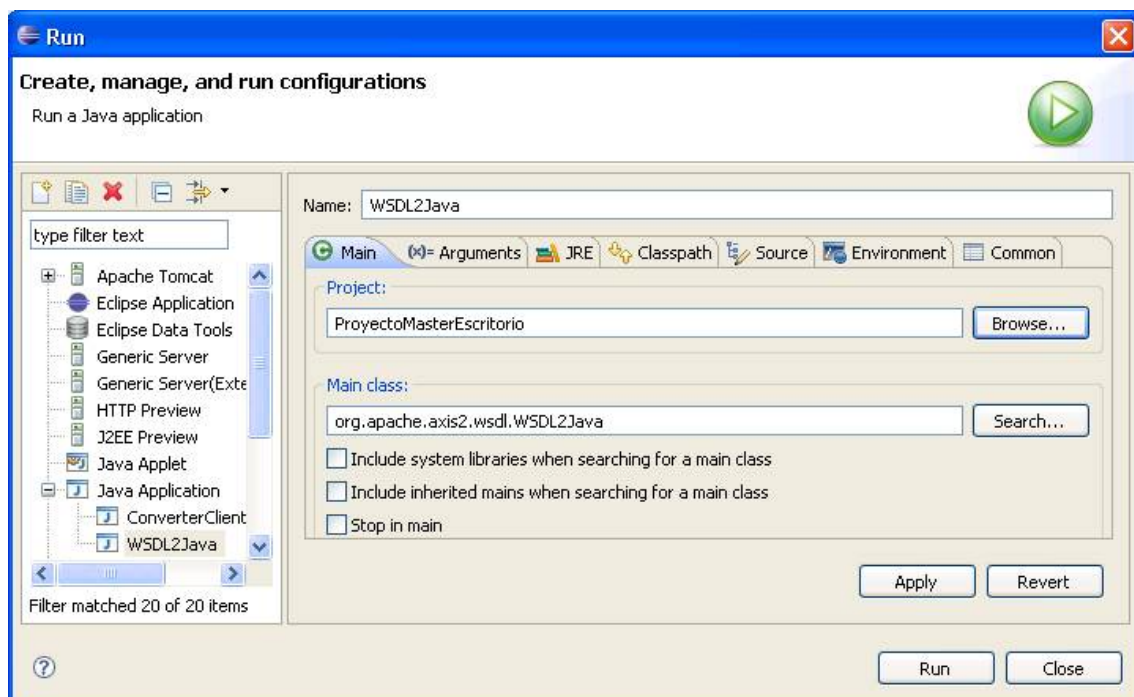 Run
Create, manage, and run configurations
Run a Java application
type filter text
Apache Tomcat
Eclipse Application
Eclipse Data Tools
Generic Server
Generic Server(Exte
HTTP Preview
J2EE Preview
Java Applet
Java Application
ConverterClient
WSDL2Java
Filter matched 20 of 20 items
Name: WSDL2Java
Main (x)= Arguments JRE Classpath Source Environment Common
Project:
ProyectoMasterEscritorio Browse...
Main class:
org.apache.axis2.wsdl.WSDL2Java Search...
Include system libraries when searching for a main class
Include inherited mains when searching for a main class
Stop in main
Apply Revert
? Run Close